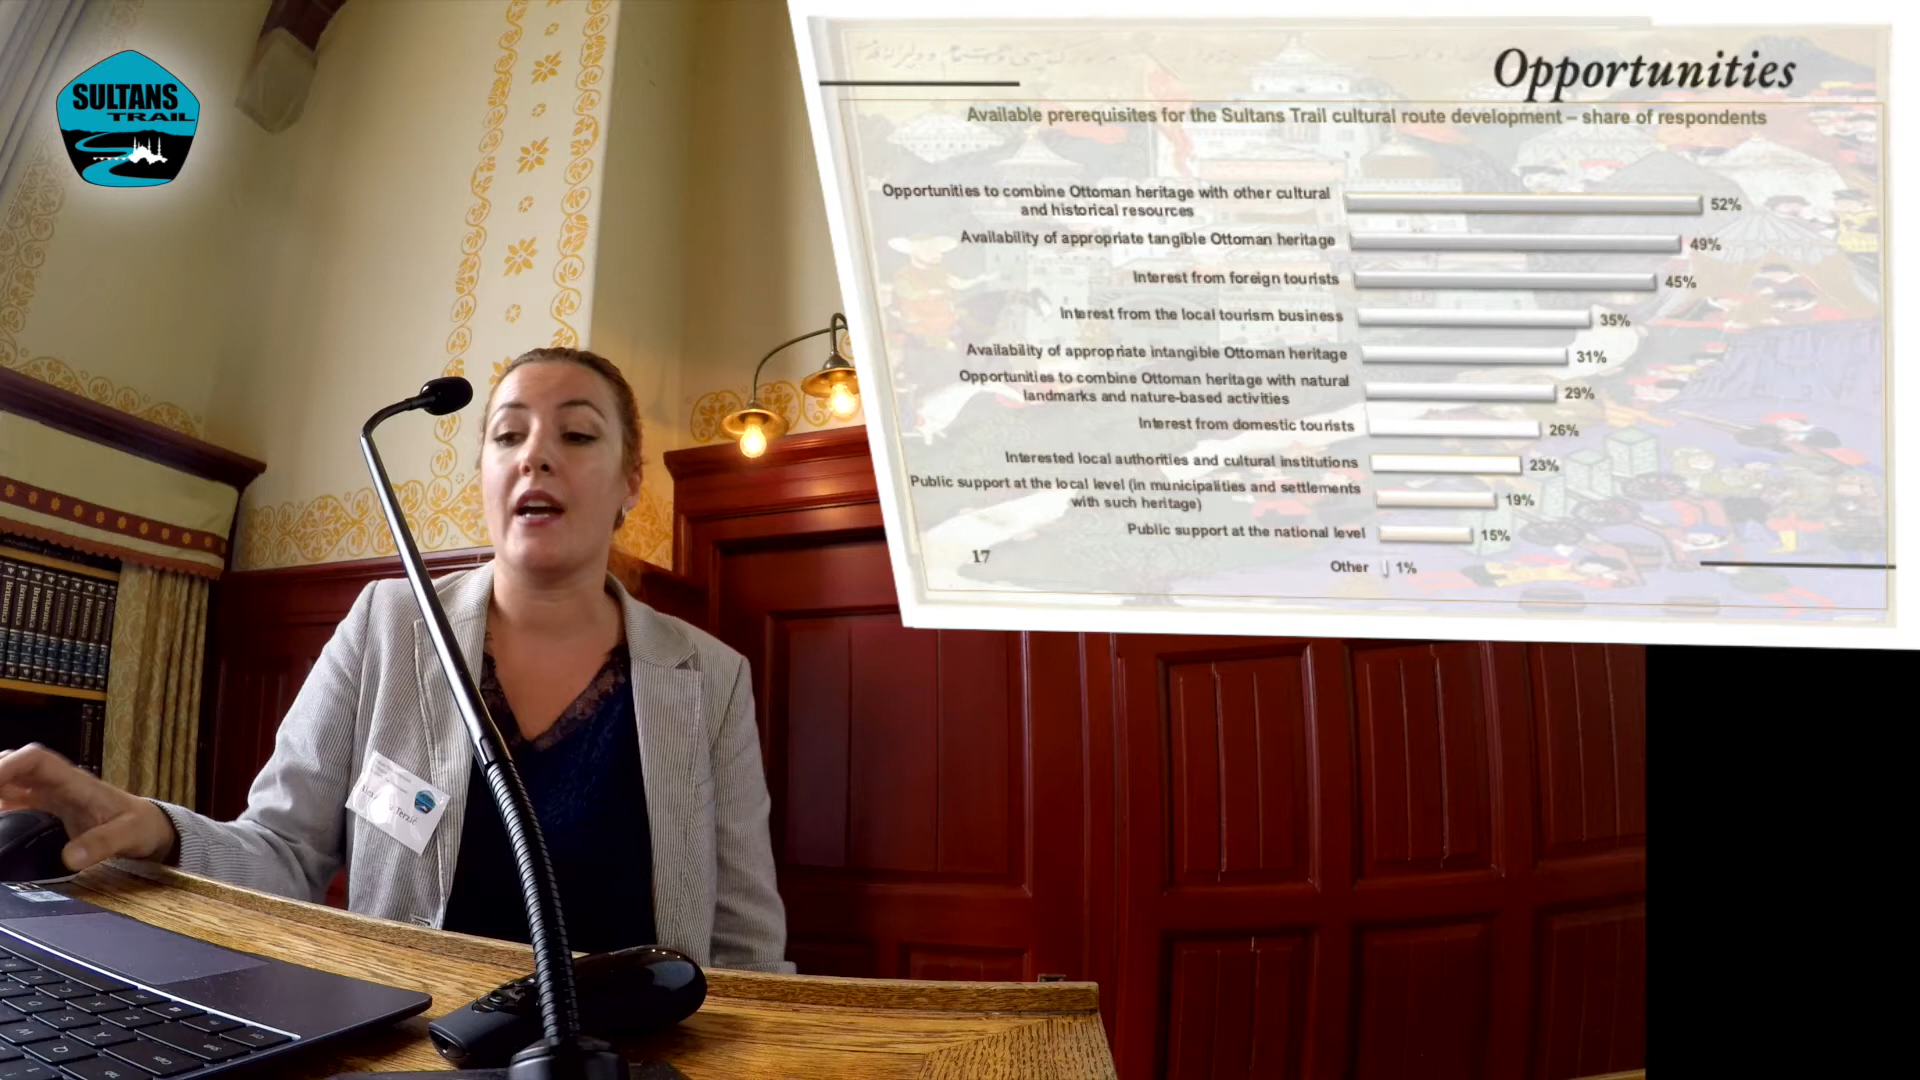 SULTANS
TRAIL
Opportunities
Available prerequisites for the Sultans Trail cultural route development – share of respondents
Opportunities to combine Ottoman heritage with other cultural
and historical resources
52%
Availability of appropriate tangible Ottoman heritage
49%
Interest from foreign tourists
45%
Interest from the local tourism business
35%
Availability of appropriate intangible Ottoman heritage
31%
Opportunities to combine Ottoman heritage with natural
landmarks and nature-based activities
29%
Interest from domestic tourists
26%
Interested local authorities and cultural institutions
23%
Public support at the local level (in municipalities and settlements
with such heritage)
19%
Public support at the national level
15%
Other
1%
17
Terzić
Britannica
Britannica
Britannica
Britannica